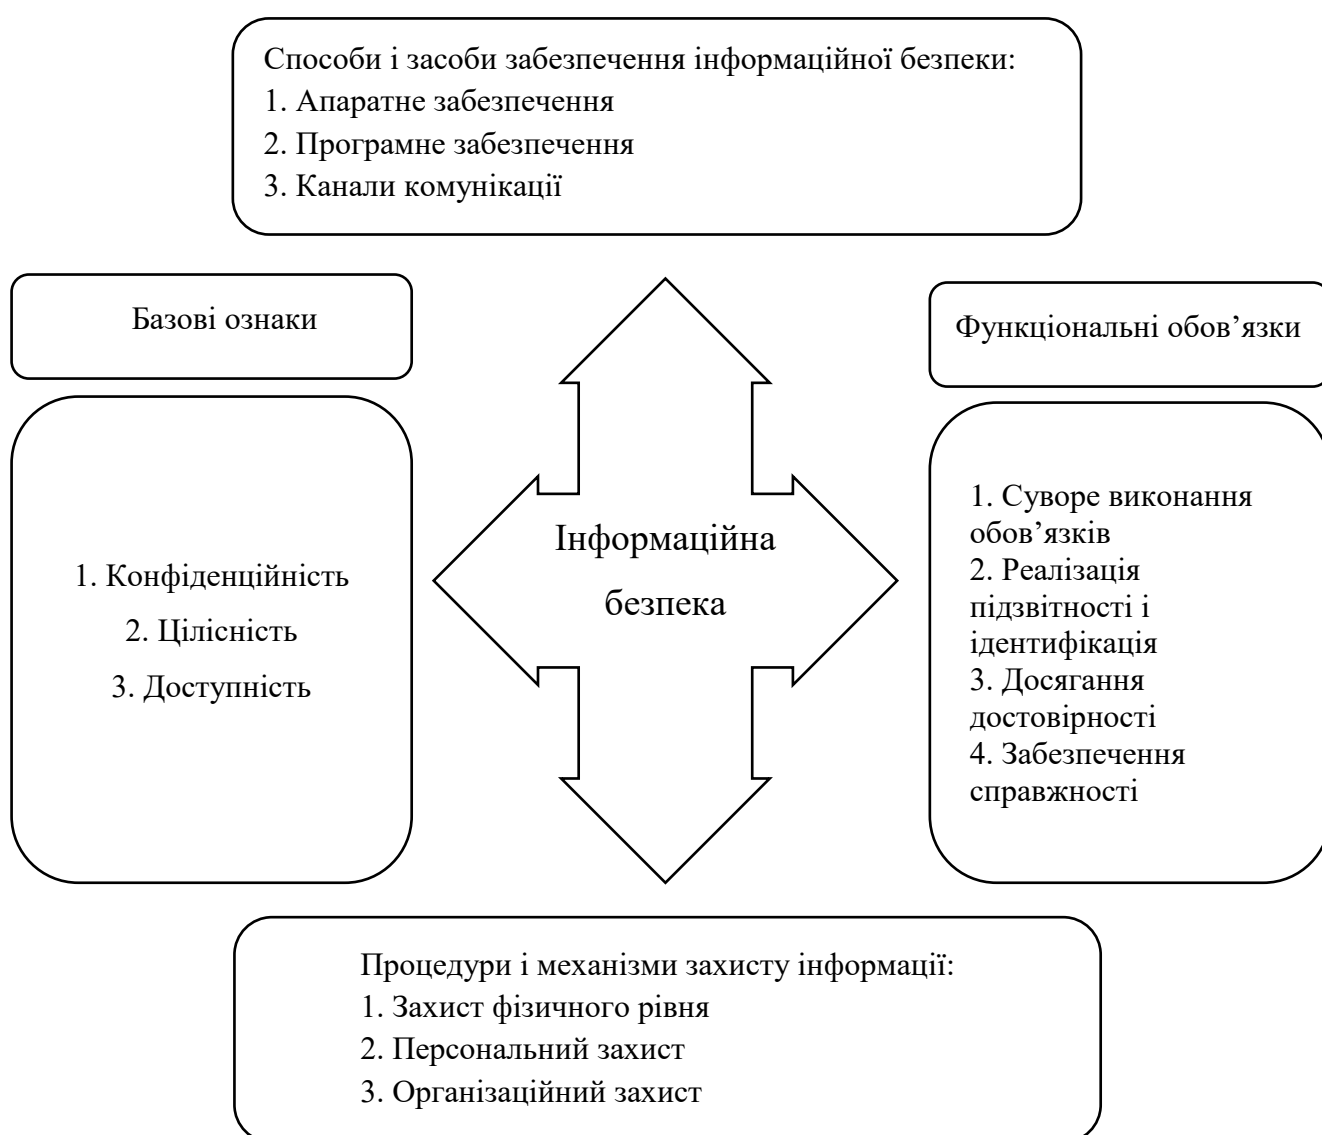 Способи і засоби забезпечення інформаційної безпеки:
1. Апаратне забезпечення
2. Програмне забезпечення
3. Канали комунікації
Базові ознаки
1. Конфіденційність
2. Цілісність
3. Доступність
Інформаційна
безпека
Функціональні обов’язки
1. Суворе виконання
обов’язків
2. Реалізація
підзвітності і
ідентифікація
3. Досягання
достовірності
4. Забезпечення
справжності
Процедури і механізми захисту інформації:
1. Захист фізичного рівня
2. Персональний захист
3. Організаційний захист